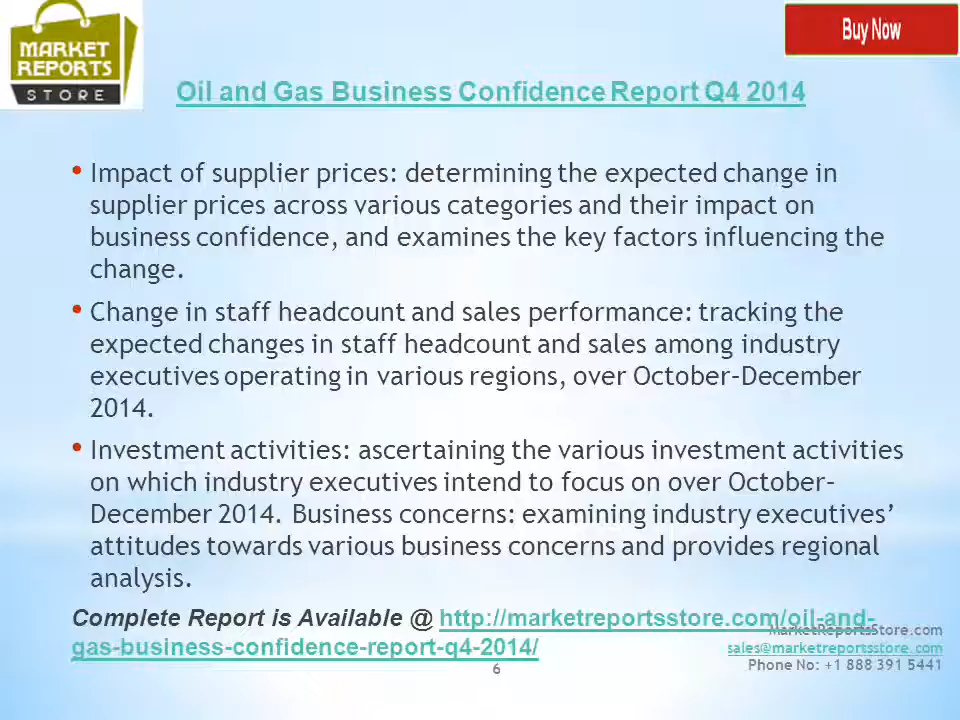 MARKET
REPORTS
STORE
Buy Now
Oil and Gas Business Confidence Report Q4 2014
• Impact of supplier prices: determining the expected change in
supplier prices across various categories and their impact on
business confidence, and examines the key factors influencing the
change.
• Change in staff headcount and sales performance: tracking the
expected changes in staff headcount and sales among industry
executives operating in various regions, over October–December
2014.
• Investment activities: ascertaining the various investment activities
on which industry executives intend to focus on over October–
December 2014. Business concerns: examining industry executives’
attitudes towards various business concerns and provides regional
analysis.
Complete Report is Available @ http://marketreportsstore.com/oil-and-
gas-business-confidence-report-q4-2014/
MarketReportsStore.com
sales@marketreportsstore.com
Phone No: +1 888 391 5441
6